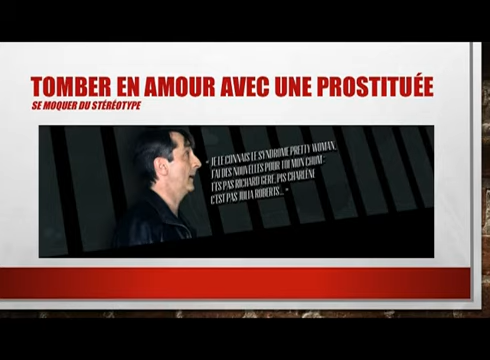 TOMBER EN AMOUR AVEC UNE PROSTITUÉE
SE MOQUER DU STÉRÉOTYPE
« JE LE CONNAIS LE SYNDROME PRETTY WOMAN.
J'AI DES NOUVELLES POUR TOI MON CHUM :
T'ES PAS RICHARD GERE, PIS CHARLÈNE
C'EST PAS JULIA ROBERTS... »